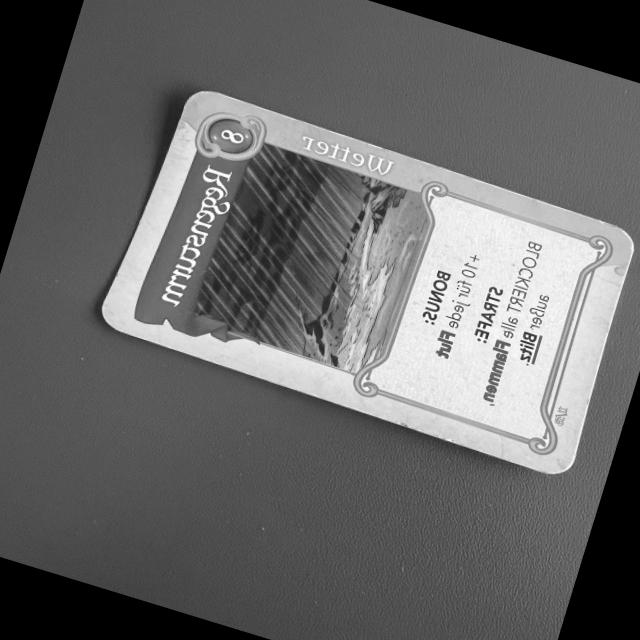 8
Regensturm
Wetter
BONUS:
+10 für jede Flut
STRAFE:
BLOCKIERT alle Flammen,
außer Blitz.